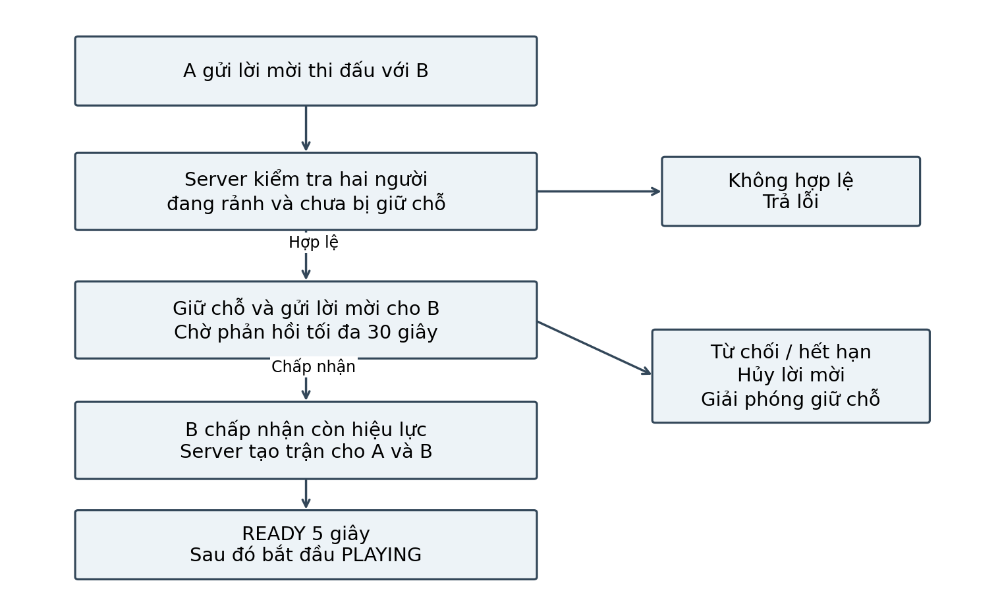 A gửi lời mời thi đấu với B
Server kiểm tra hai người
đang rảnh và chưa bị giữ chỗ
Không hợp lệ
Trả lỗi
Hợp lệ
Giữ chỗ và gửi lời mời cho B
Chờ phản hồi tối đa 30 giây
Từ chối / hết hạn
Hủy lời mời
Giải phóng giữ chỗ
Chấp nhận
B chấp nhận còn hiệu lực
Server tạo trận cho A và B
READY 5 giây
Sau đó bắt đầu PLAYING